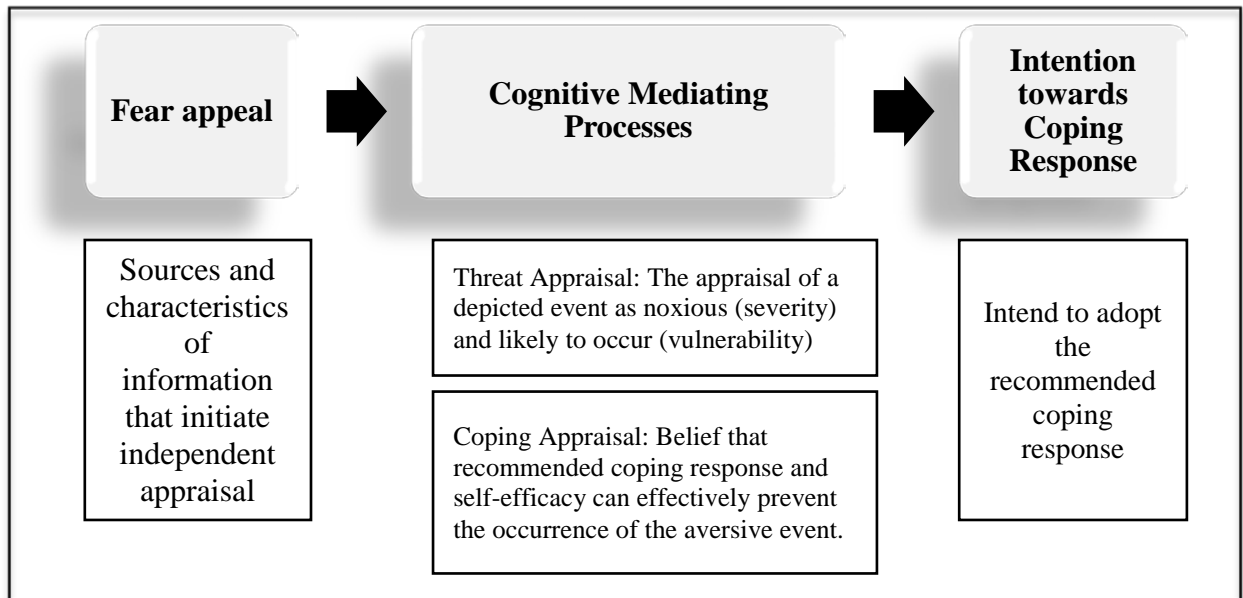 Fear appeal
Cognitive Mediating
Processes
Intention
towards
Coping
Response
Sources and
characteristics
of
information
that initiate
independent
appraisal
Threat Appraisal: The appraisal of a
depicted event as noxious (severity)
and likely to occur (vulnerability)
Coping Appraisal: Belief that
recommended coping response and
self-efficacy can effectively prevent
the occurrence of the aversive event.
Intend to adopt
the
recommended
coping
response